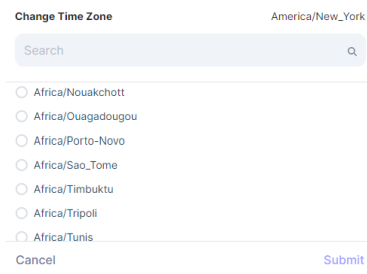 Change Time Zone America/New_York
Search
Africa/Nouakchott
Africa/Ouagadougou
Africa/Porto-Novo
Africa/Sao_Tome
Africa/Timbuktu
Africa/Tripoli
Africa/Tunis
Cancel Submit